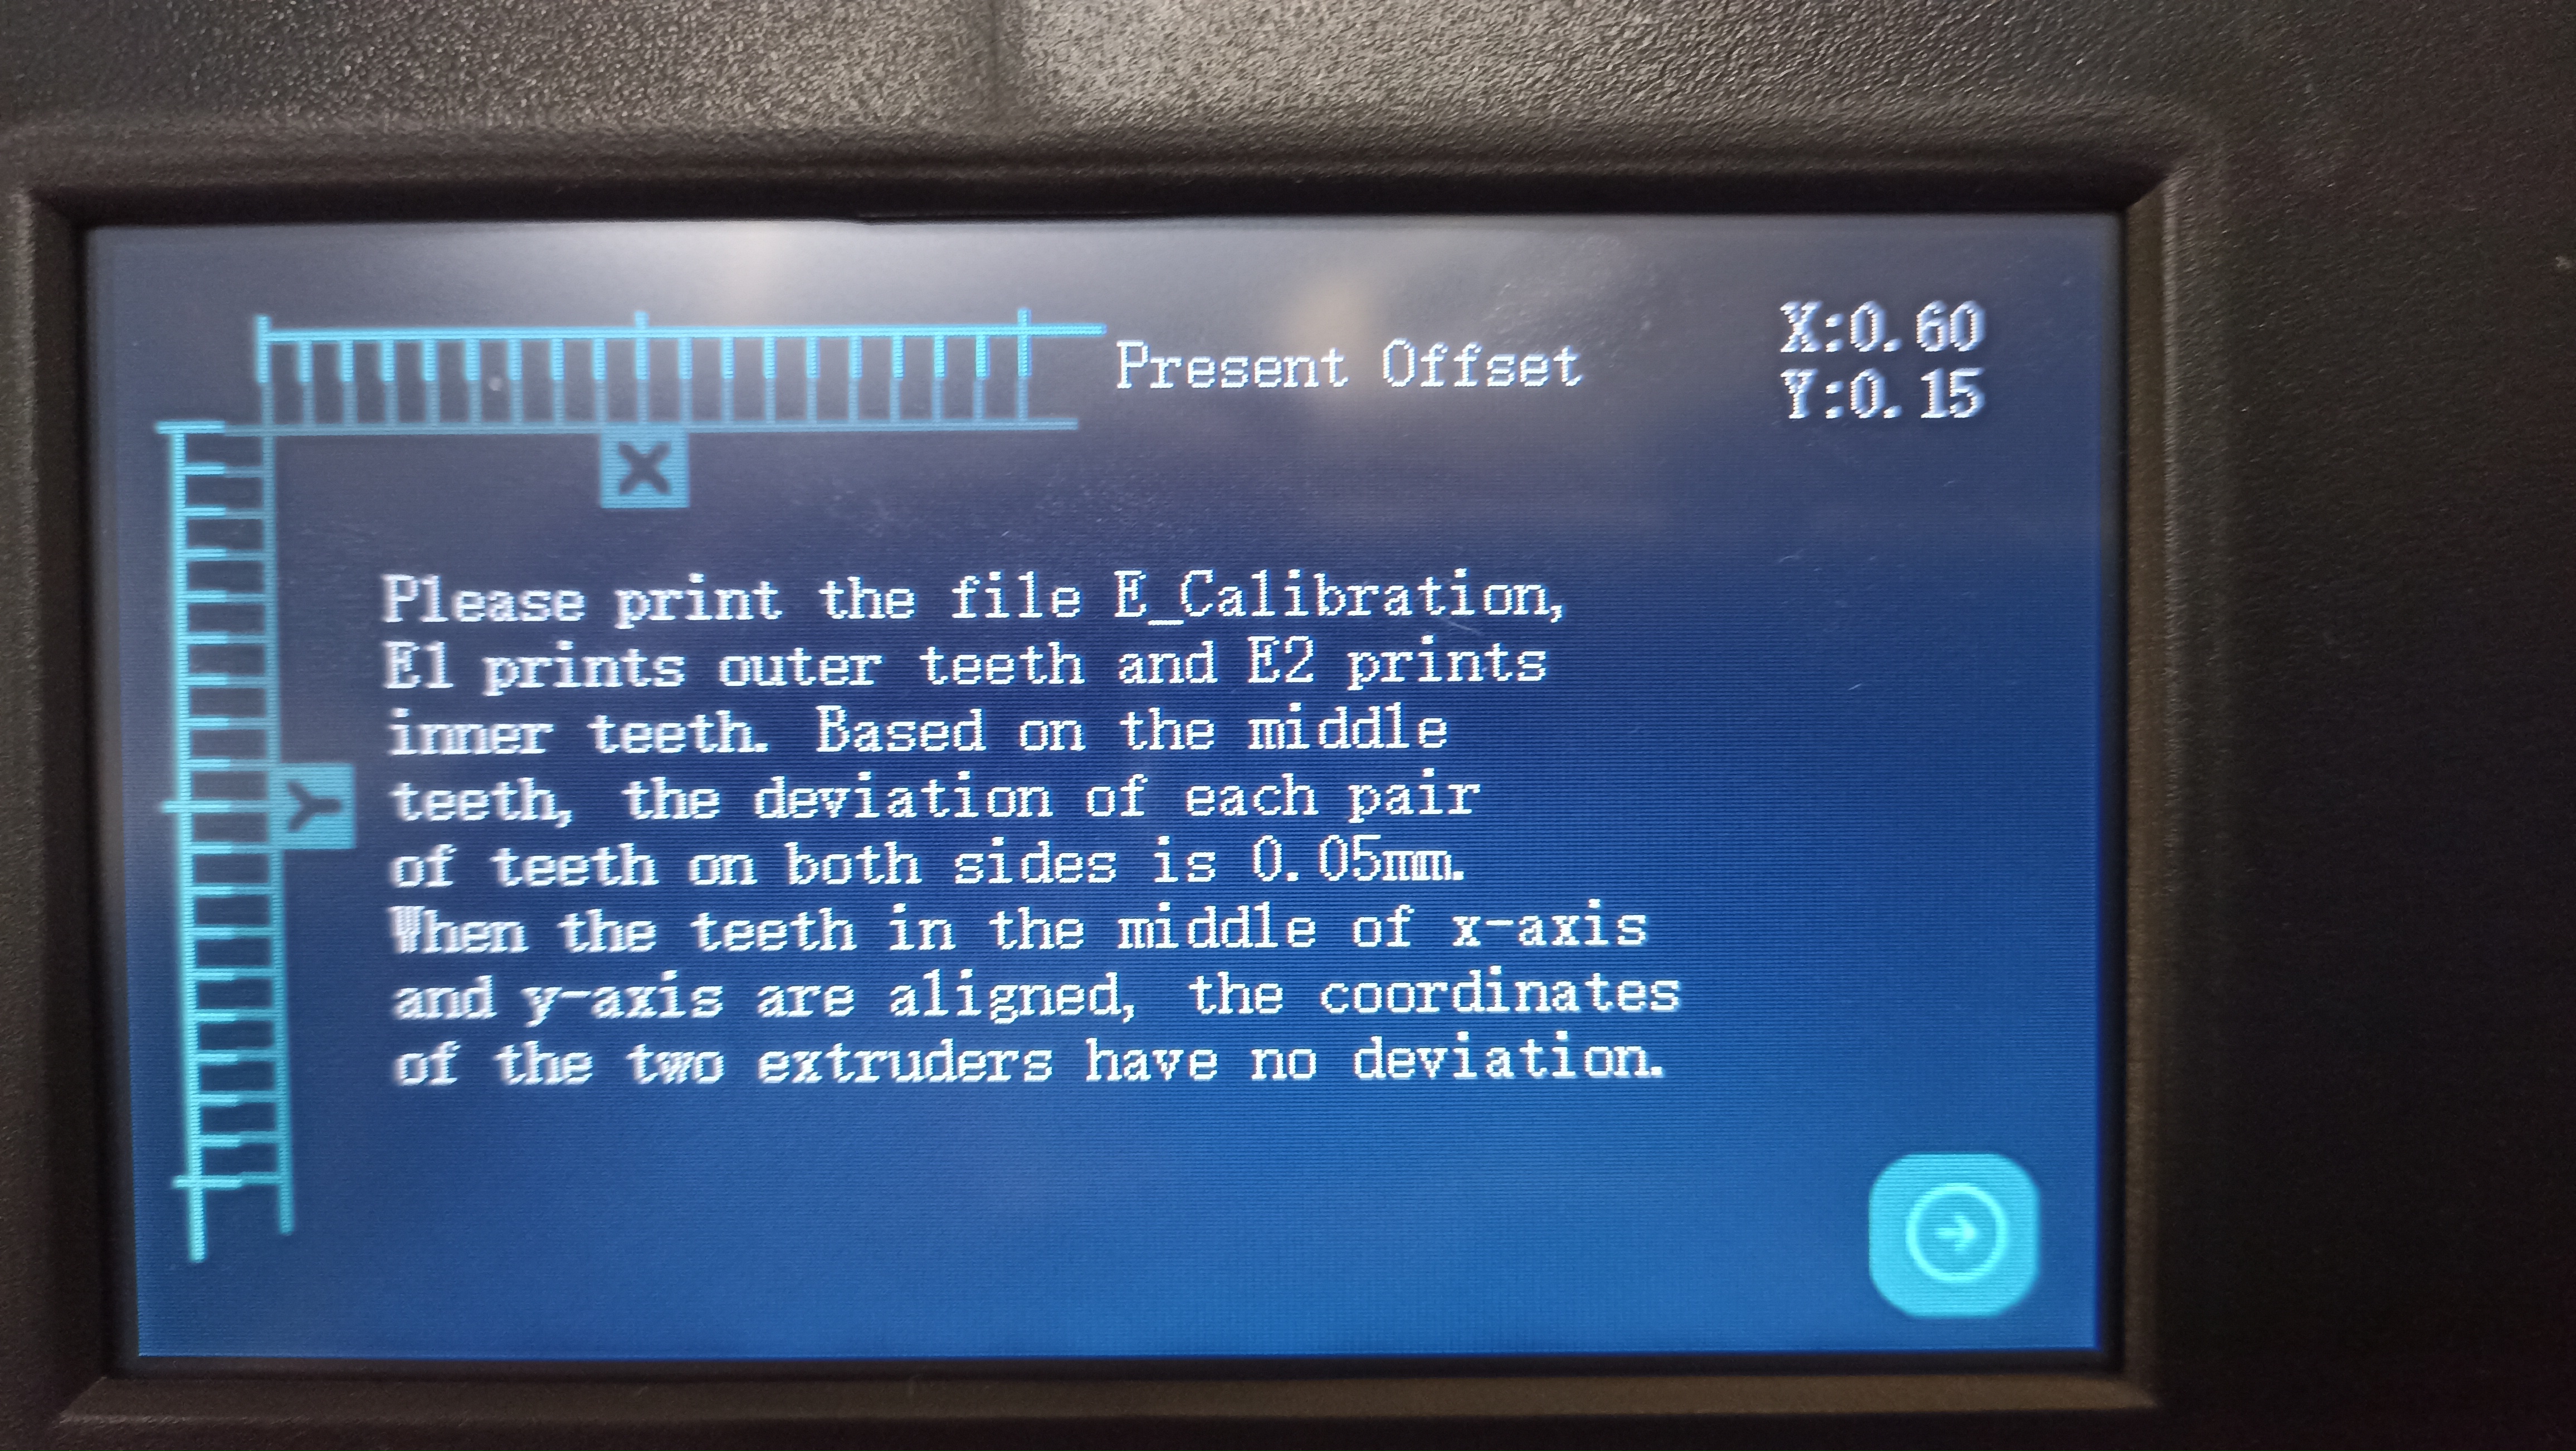 Present Offset
X:0.60
Y:0.15
X
Y
Please print the file E_Calibration,
E1 prints outer teeth and E2 prints
inner teeth. Based on the middle
teeth, the deviation of each pair
of teeth on both sides is 0.05mm.
When the teeth in the middle of x-axis
and y-axis are aligned, the coordinates
of the two extruders have no deviation.